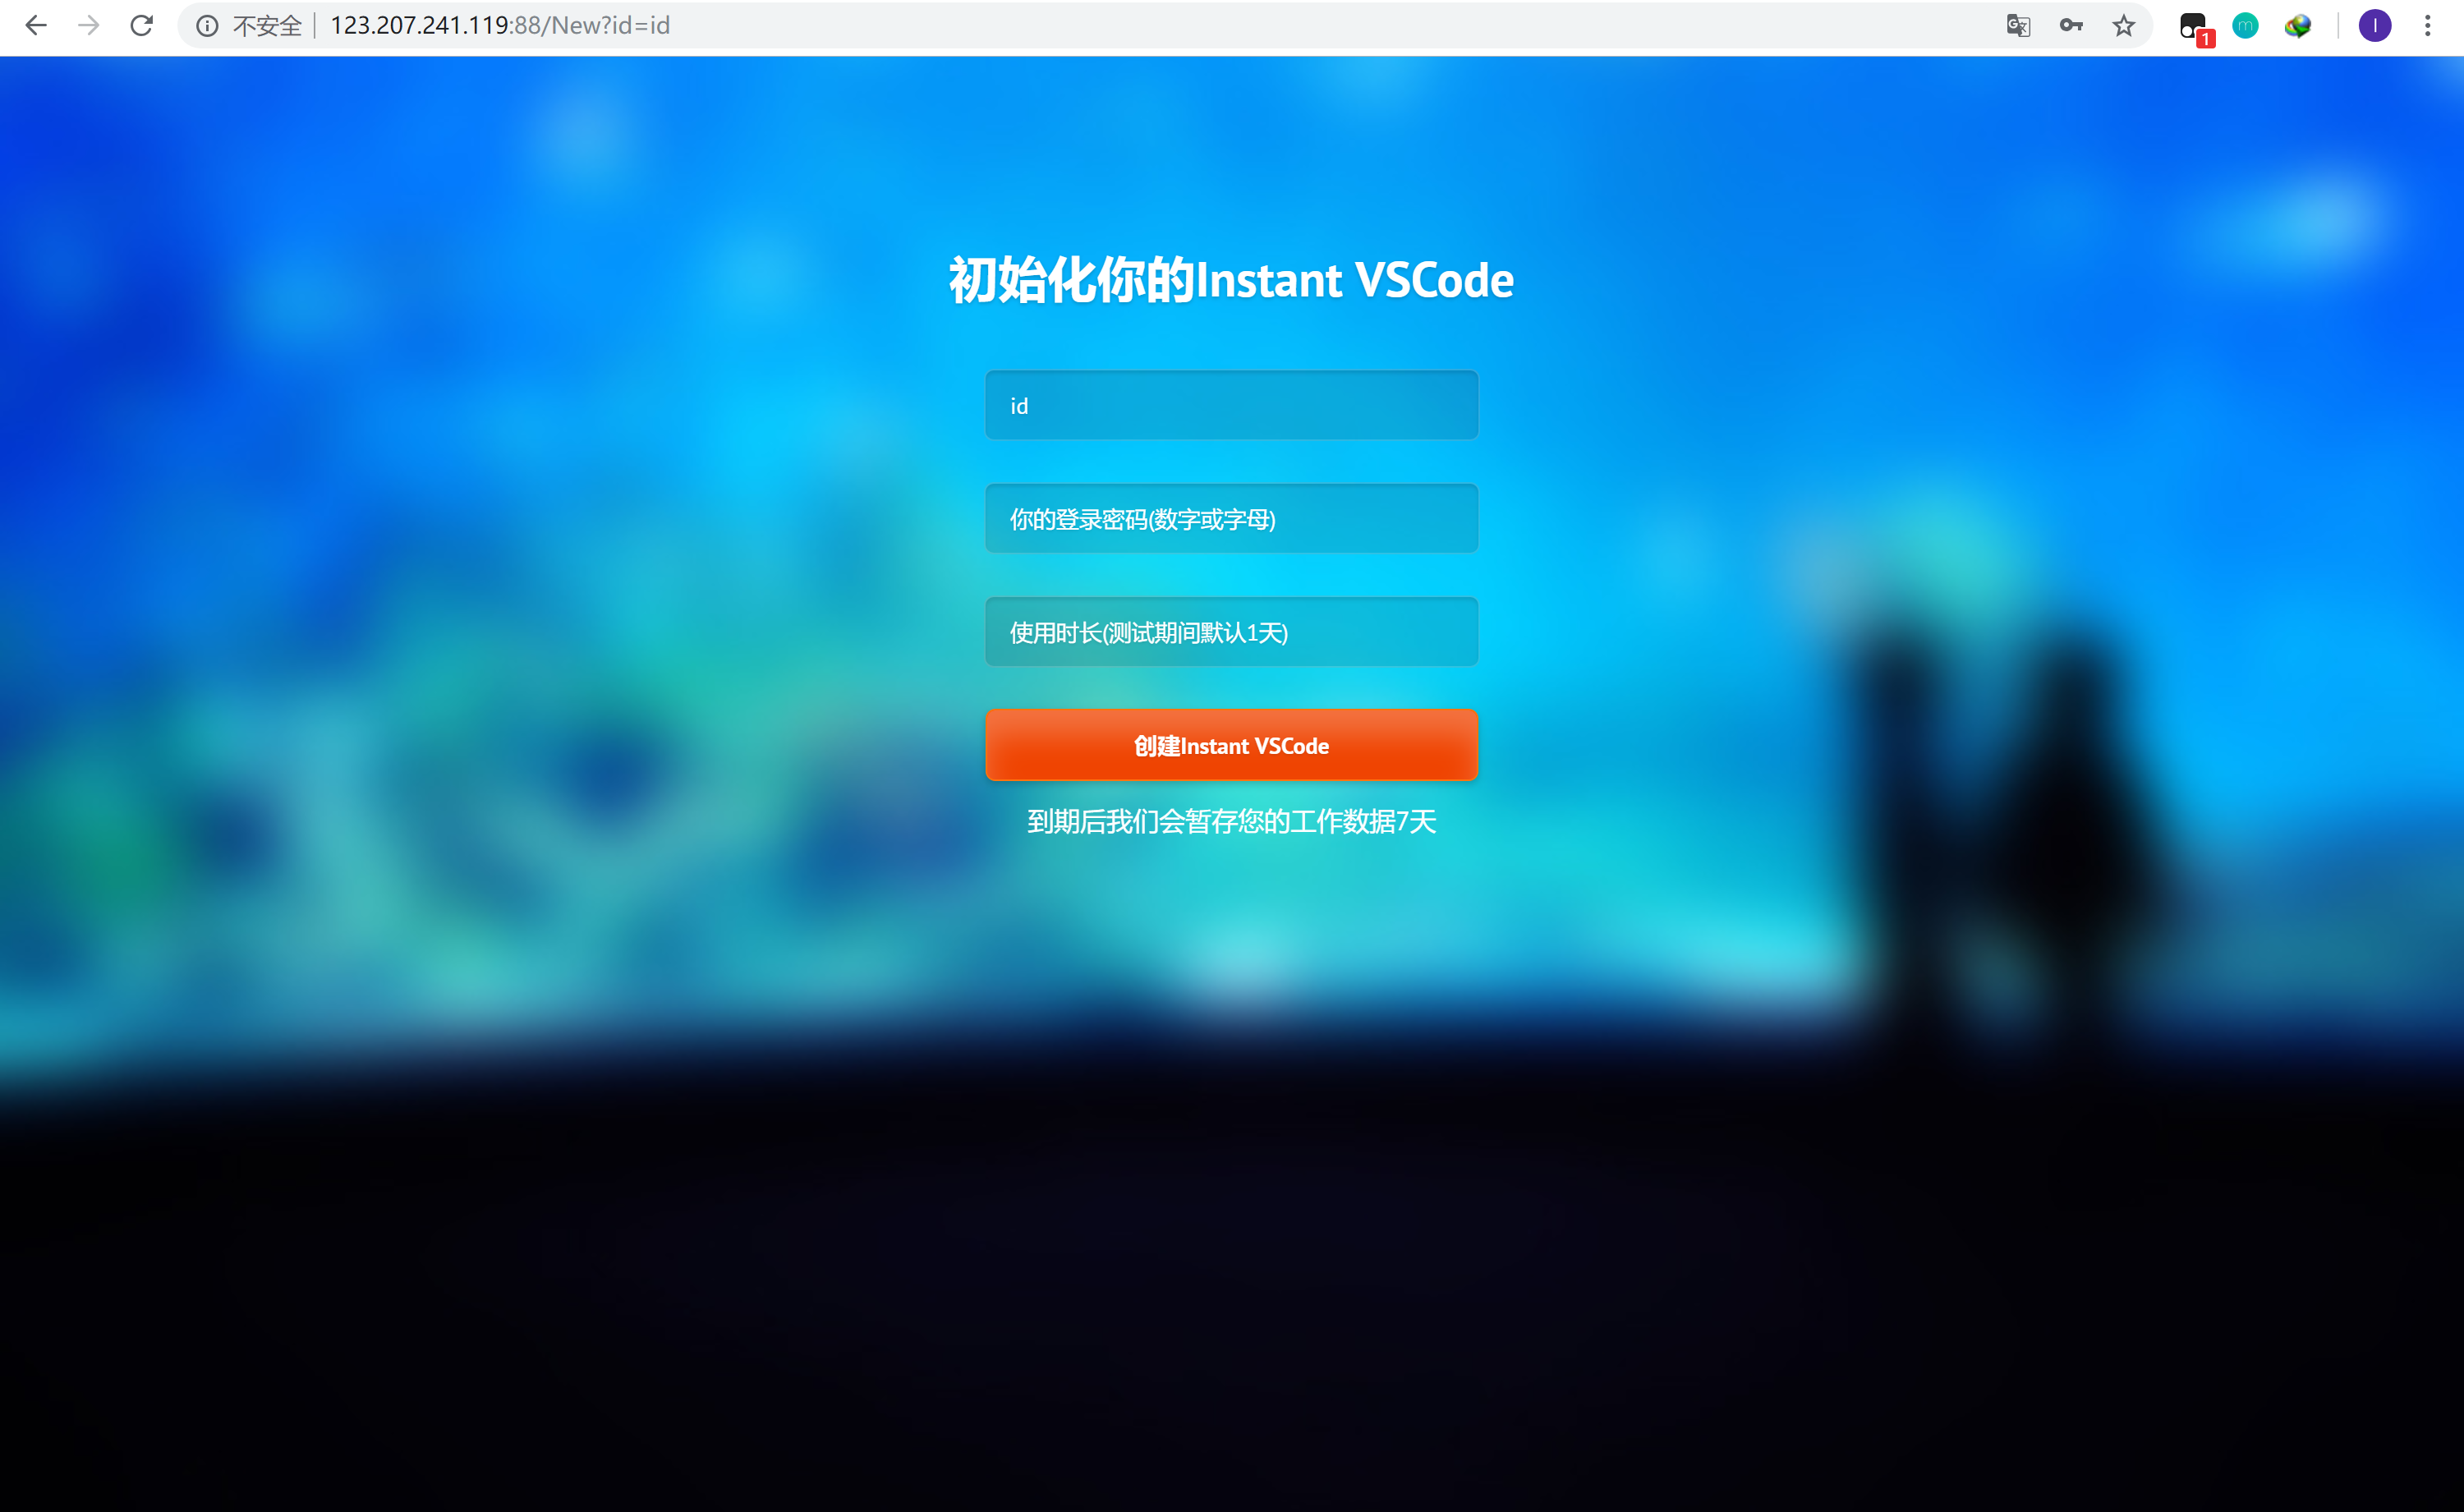 不安全 123.207.241.119:88/New?id=id
1
m
I
初始化你的Instant VSCode
id
你的登录密码(数字或字母)
使用时长(测试期间默认1天)
创建Instant VSCode
到期后我们会暂存您的工作数据7天